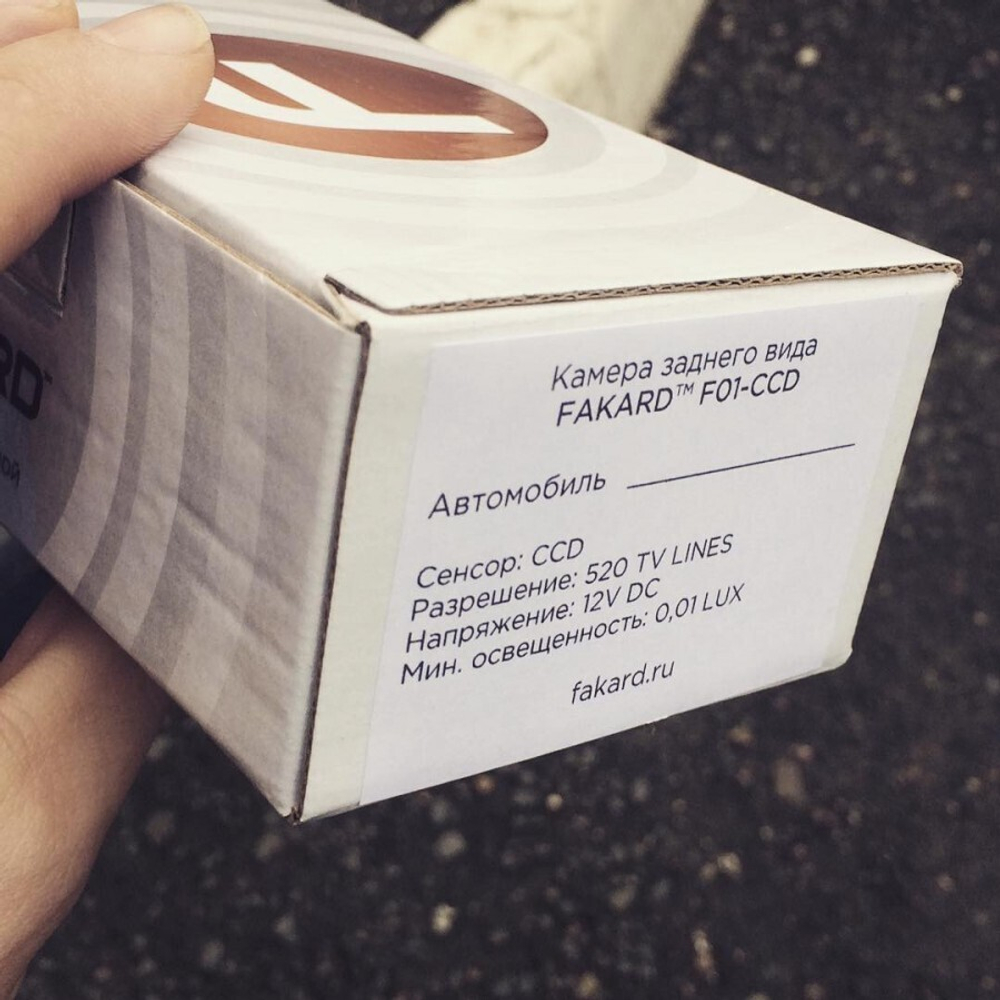 Камера заднего вида
FAKARD™ F01-CCD
Автомобиль
Сенсор: CCD
Разрешение: 520 TV LINES
Напряжение: 12V DC
Мин. освещенность: 0,01 LUX
fakard.ru